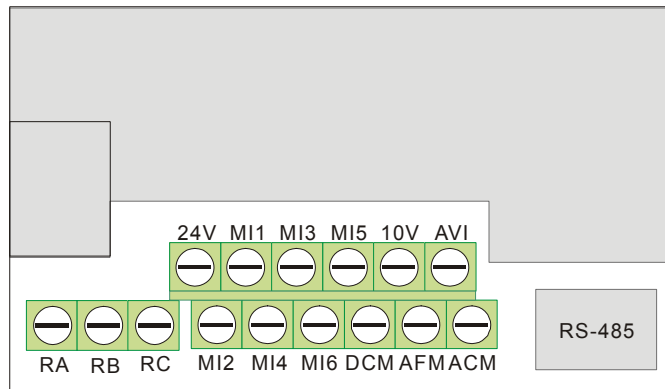 24V MI1 MI3 MI5 10V AVI
RS-485
RA RB RC MI2 MI4 MI6 DCM AFM ACM